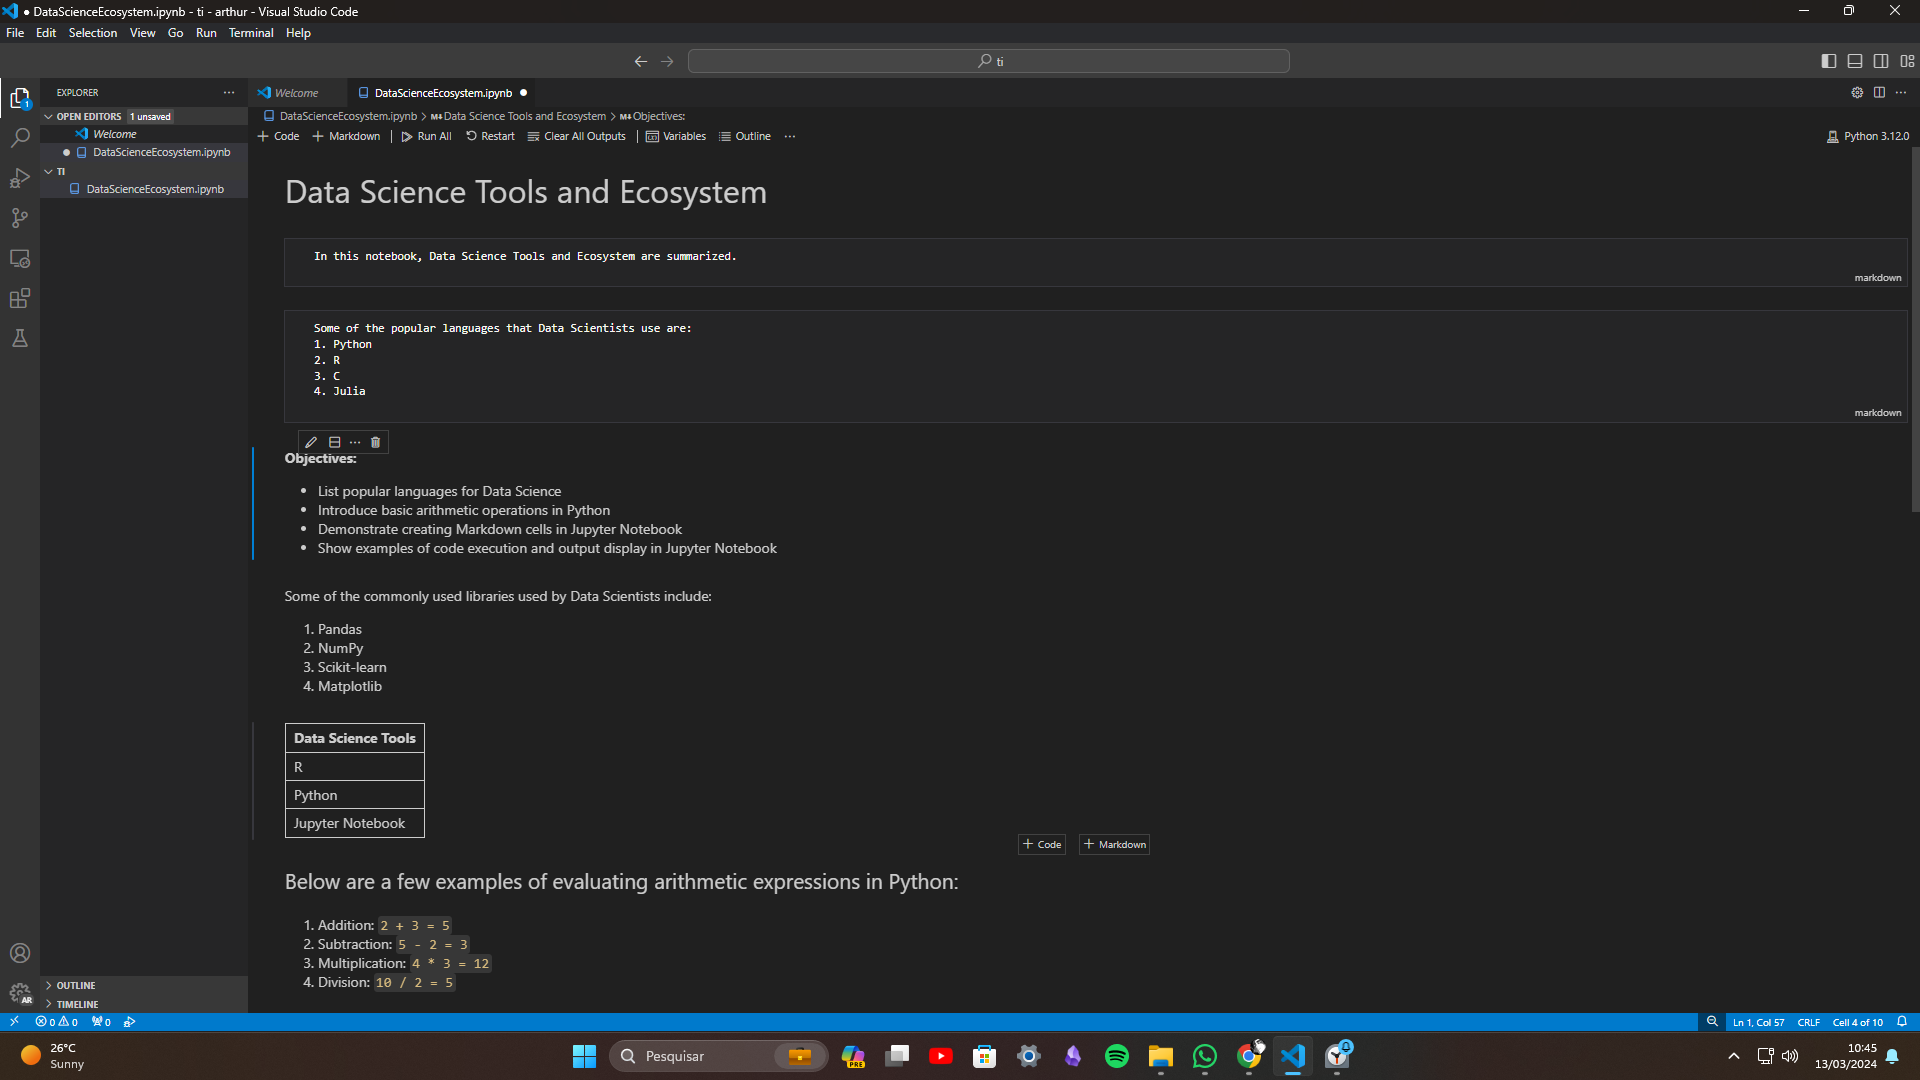 DataScienceEcosystem.ipynb - ti - arthur - Visual Studio Code
File Edit Selection View Go Run Terminal Help
ti
EXPLORER
OPEN EDITORS 1 unsaved
Welcome
DataScienceEcosystem.ipynb
TI
DataScienceEcosystem.ipynb
OUTLINE
TIMELINE
1
AR
Welcome DataScienceEcosystem.ipynb
DataScienceEcosystem.ipynb > M↓Data Science Tools and Ecosystem > M↓Objectives:
+ Code + Markdown | Run All Restart Clear All Outputs | Variables Outline ... Python 3.12.0
Data Science Tools and Ecosystem
In this notebook, Data Science Tools and Ecosystem are summarized.
markdown
Some of the popular languages that Data Scientists use are:
1. Python
2. R
3. C
4. Julia
markdown
Objectives:
• List popular languages for Data Science
• Introduce basic arithmetic operations in Python
• Demonstrate creating Markdown cells in Jupyter Notebook
• Show examples of code execution and output display in Jupyter Notebook
Some of the commonly used libraries used by Data Scientists include:
1. Pandas
2. NumPy
3. Scikit-learn
4. Matplotlib
Data Science Tools
R
Python
Jupyter Notebook
+ Code + Markdown
Below are a few examples of evaluating arithmetic expressions in Python:
1. Addition: 2 + 3 = 5
2. Subtraction: 5 - 2 = 3
3. Multiplication: 4 * 3 = 12
4. Division: 10 / 2 = 5
0 0 0 Ln 1, Col 57 CRLF Cell 4 of 10
26°C
Sunny
Pesquisar
PRE
10:45
13/03/2024